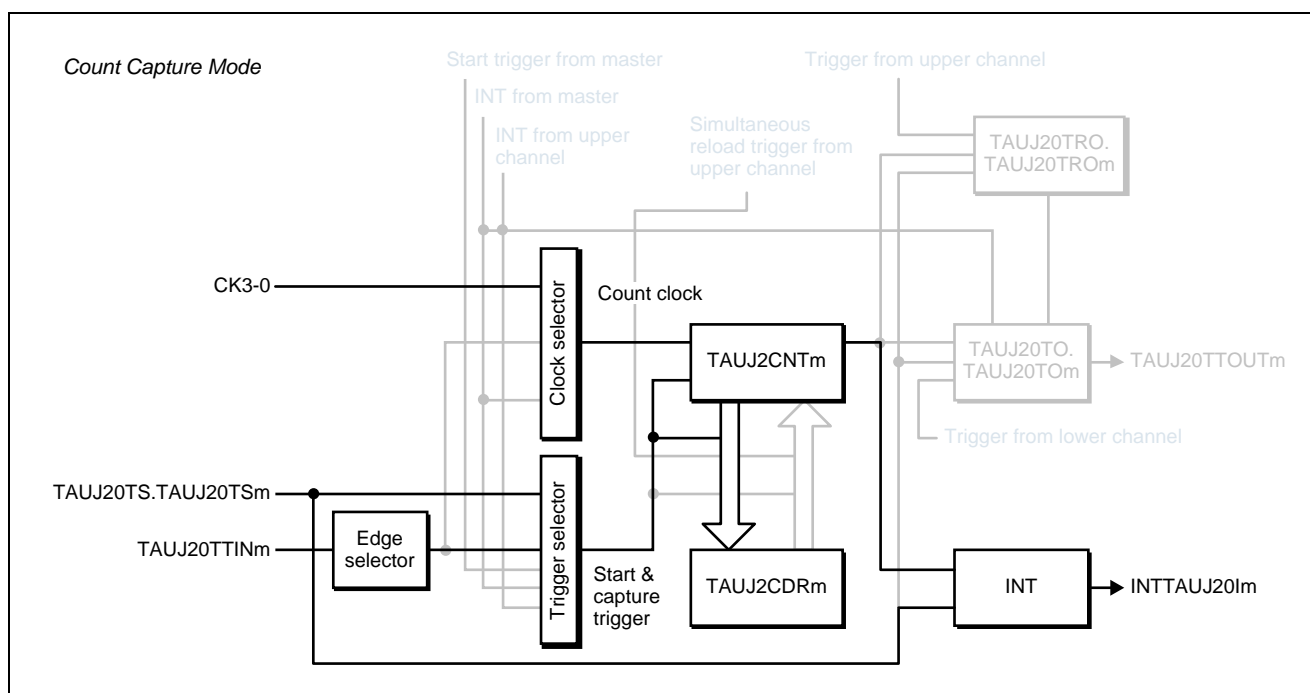 Count Capture Mode
Start trigger from master
INT from master
INT from upper
channel
Simultaneous
reload trigger from
upper channel
Trigger from upper channel
TAUJ20TRO.
TAUJ20TROm
CK3-0
Clock selector
Count clock
TAUJ2CNTm
TAUJ20TO.
TAUJ20TOm
TAUJ20TTOUTm
Trigger from lower channel
TAUJ20TS.TAUJ20TSm
TAUJ20TTINm
Edge
selector
Trigger selector
Start &
capture
trigger
TAUJ2CDRm
INT
INTTAUJ20Im